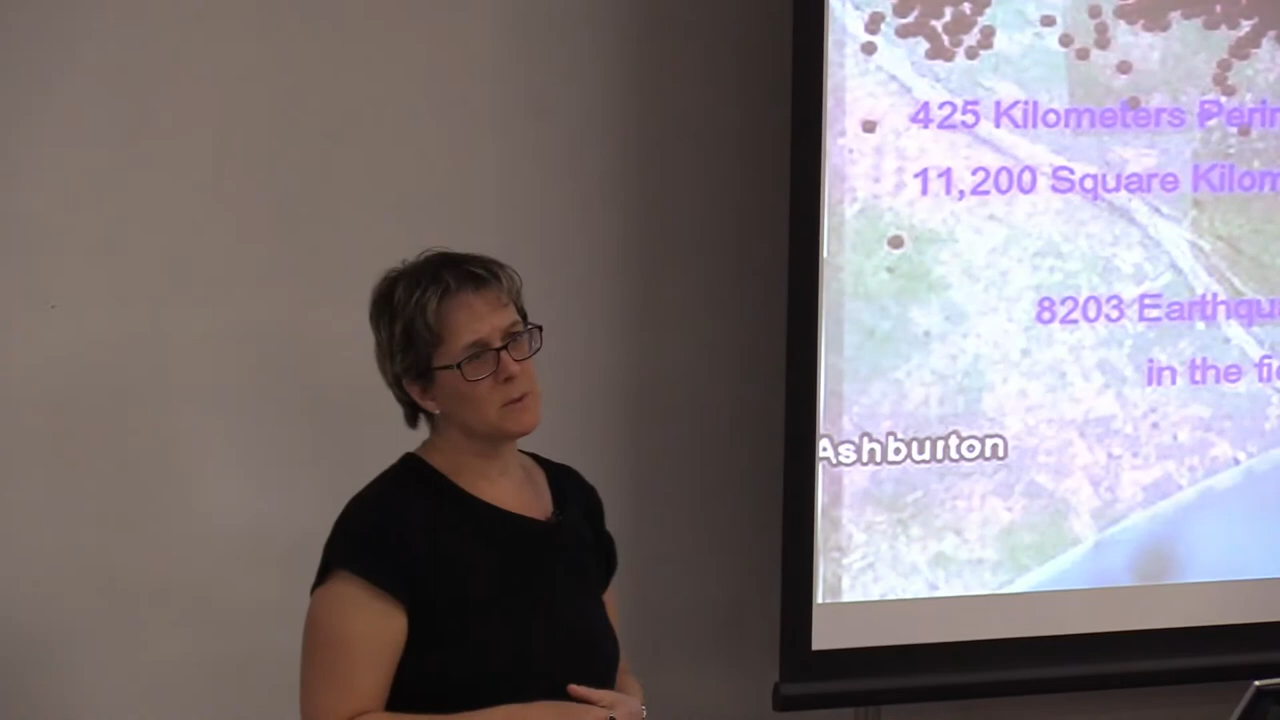 425 Kilometers
11,200 Square
8203
in the
Ashburton